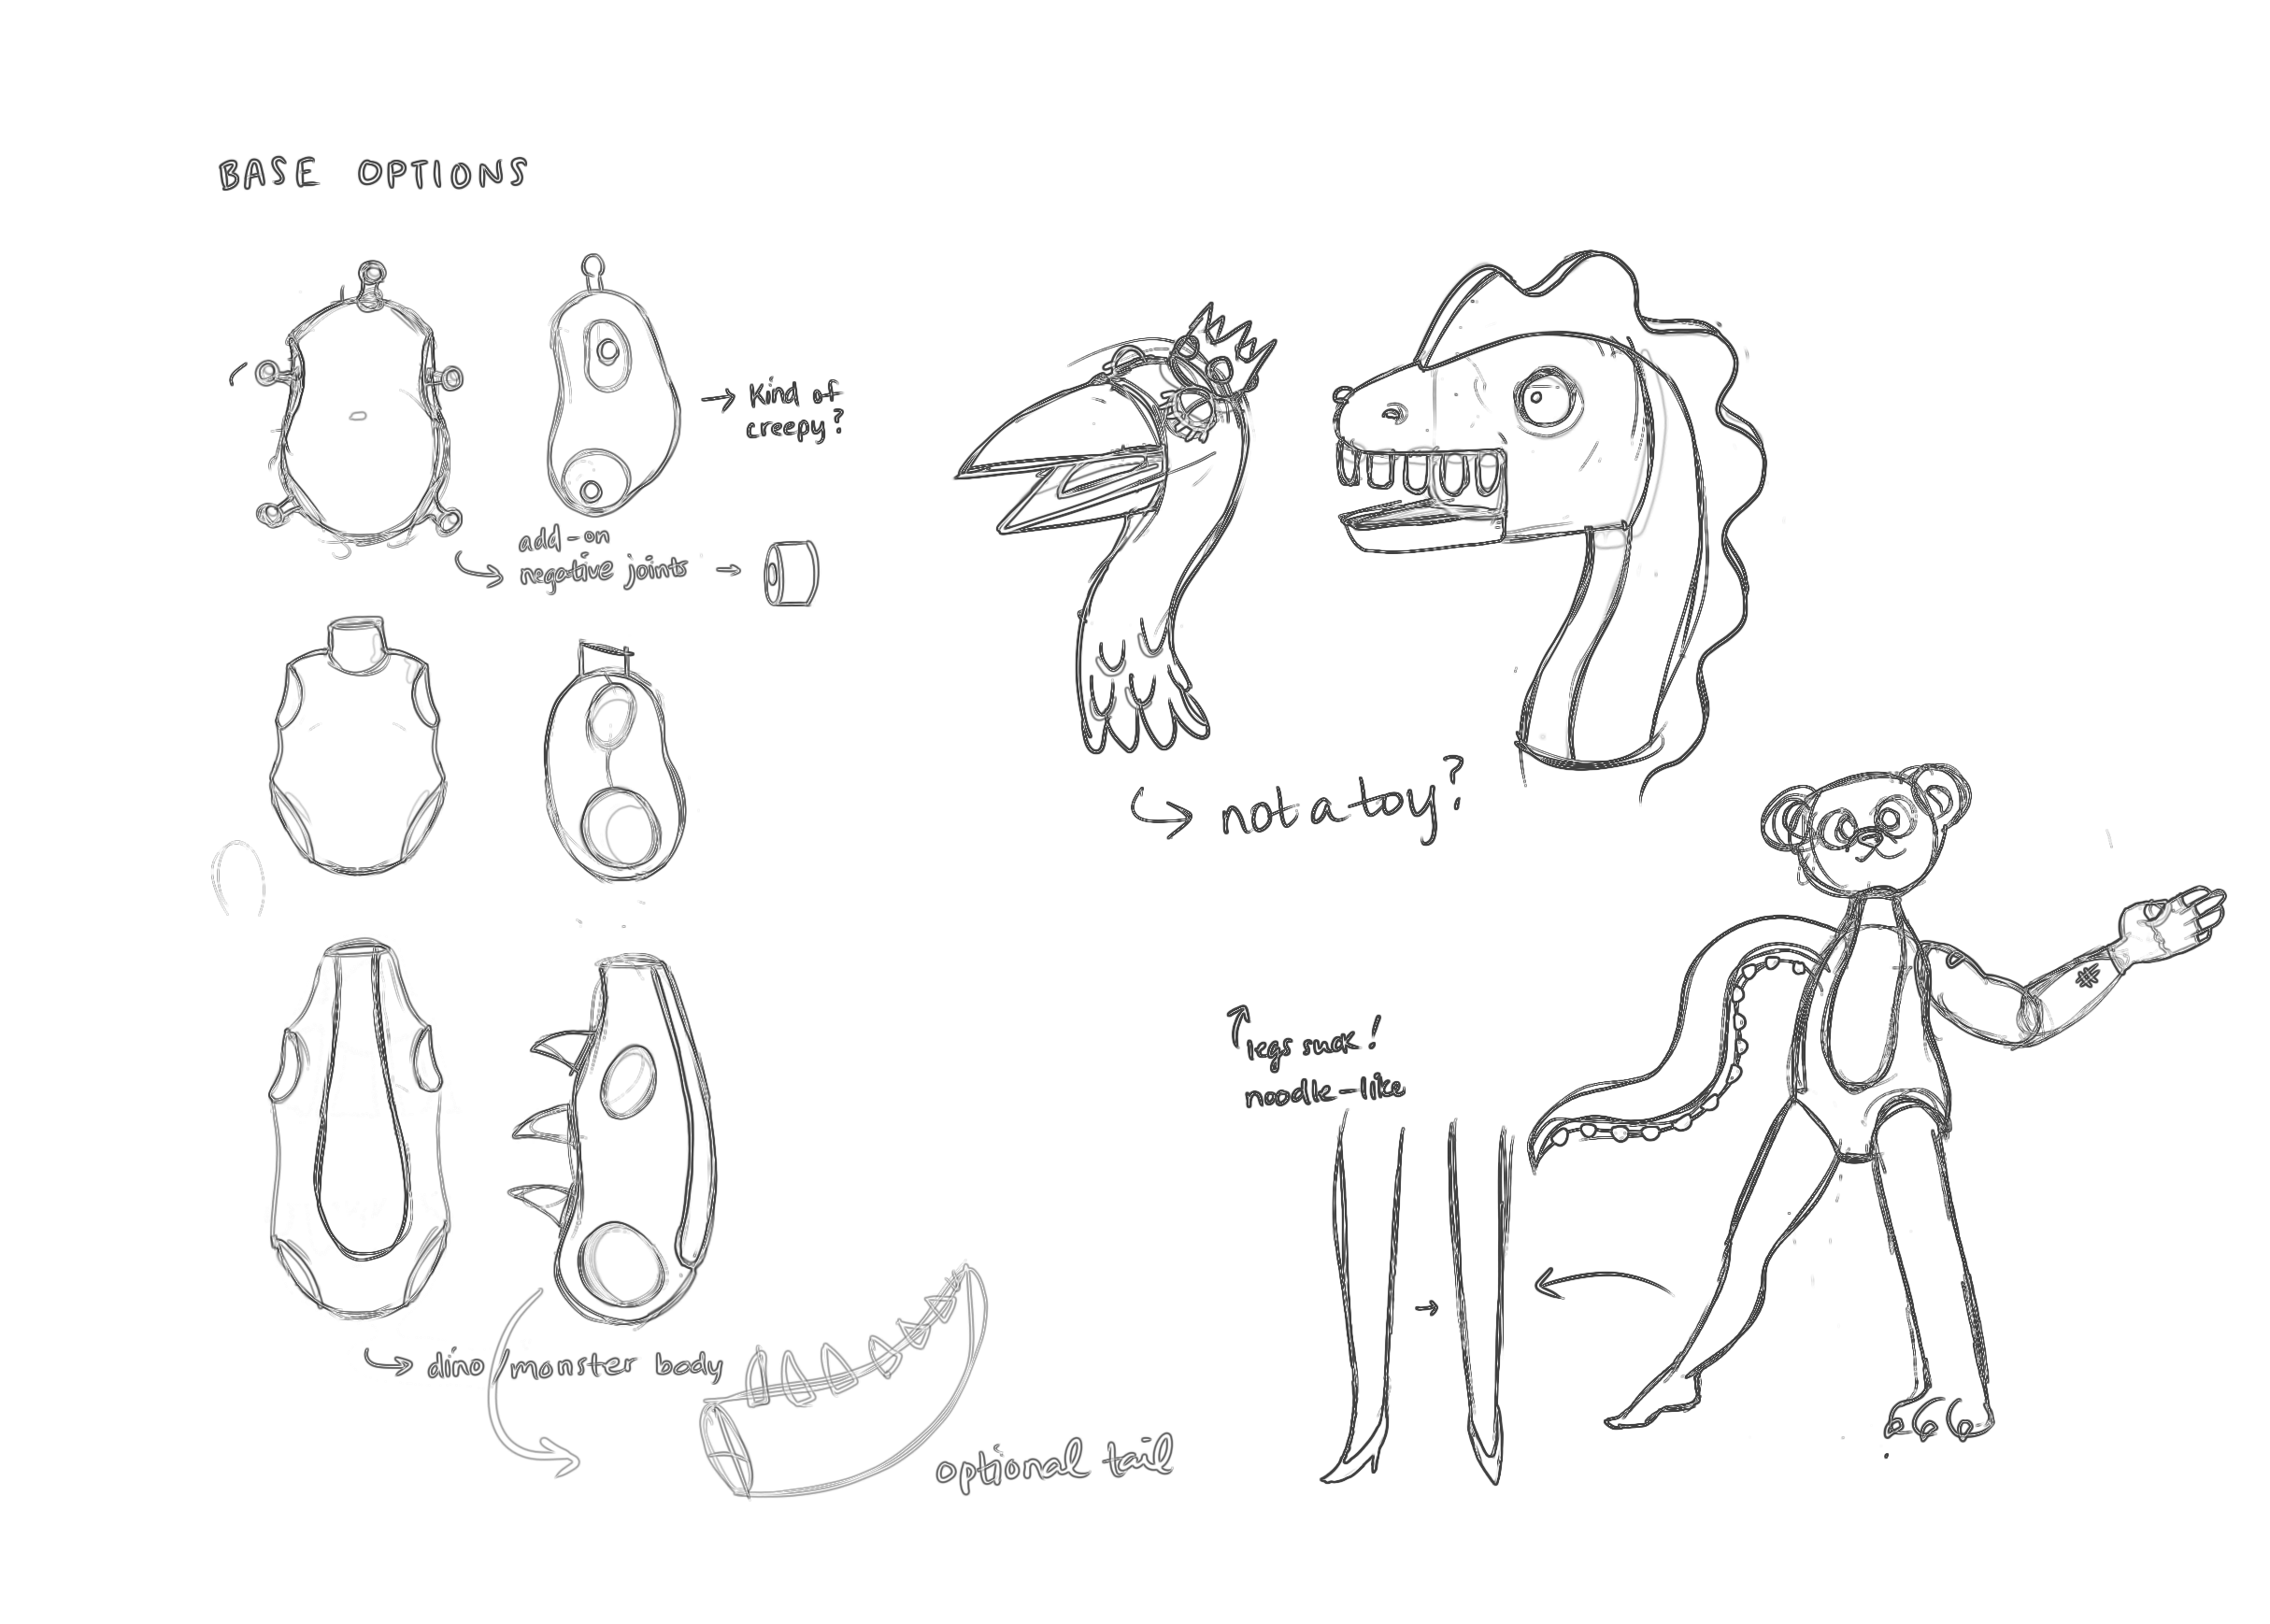 BASE OPTIONS
→ Kind of
creepy?
add-on
negative joints →
not a toy?
legs suck!
noodle-like
dino/monster body
optional tail